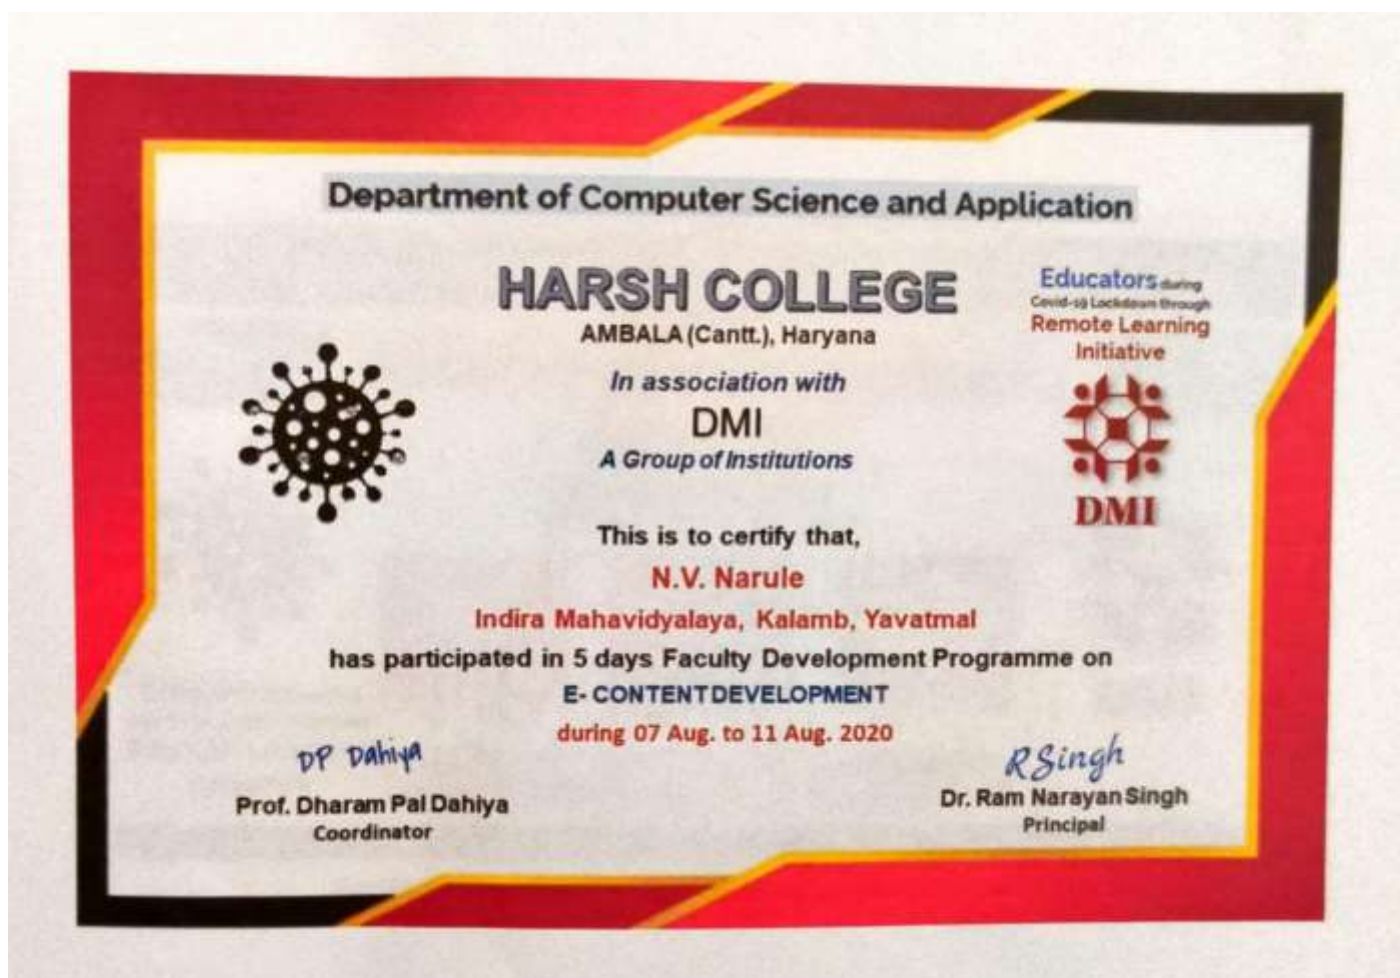 Department of Computer Science and Application
HARSH COLLEGE
AMBALA (Cantt.), Haryana
In association with
DMI
A Group of Institutions
Educators during
Covid-19 Lockdown through
Remote Learning
Initiative
DMI
This is to certify that,
N.V. Narule
Indira Mahavidyalaya, Kalamb, Yavatmal
has participated in 5 days Faculty Development Programme on
E- CONTENT DEVELOPMENT
during 07 Aug. to 11 Aug. 2020
DP Dahiya
Prof. Dharam Pal Dahiya
Coordinator
R Singh
Dr. Ram Narayan Singh
Principal